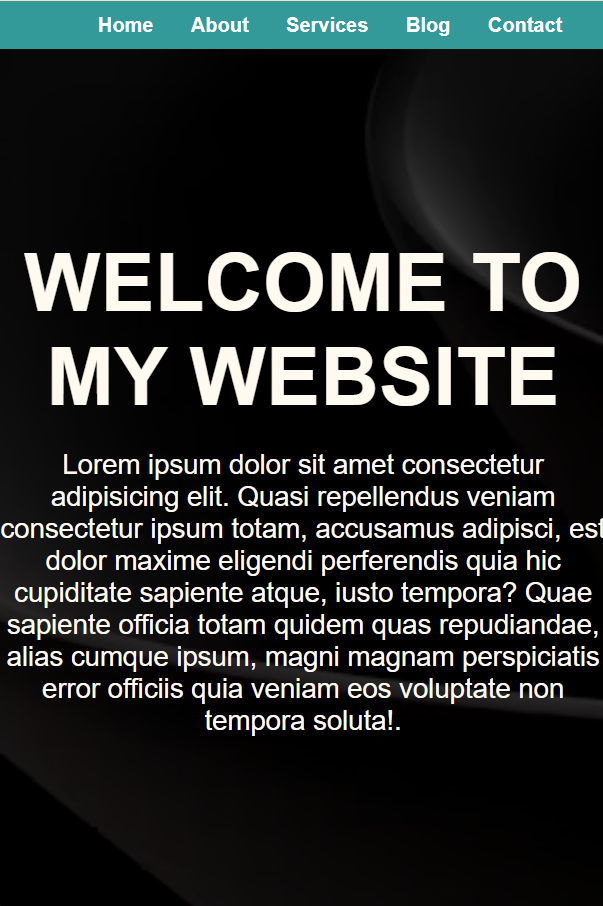 Home About Services Blog Contact
WELCOME TO
MY WEBSITE
Lorem ipsum dolor sit amet consectetur
adipisicing elit. Quasi repellendus veniam
consectetur ipsum totam, accusamus adipisci, est
dolor maxime eligendi perferendis quia hic
cupiditate sapiente atque, iusto tempora? Quae
sapiente officia totam quidem quas repudiandae,
alias cumque ipsum, magni magnam perspiciatis
error officiis quia veniam eos voluptate non
tempora soluta!.